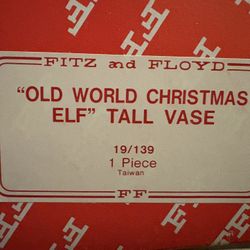 FITZ and FLOYD
"OLD WORLD CHRISTMAS
ELF" TALL VASE
19/139
1 Piece
Taiwan
FF